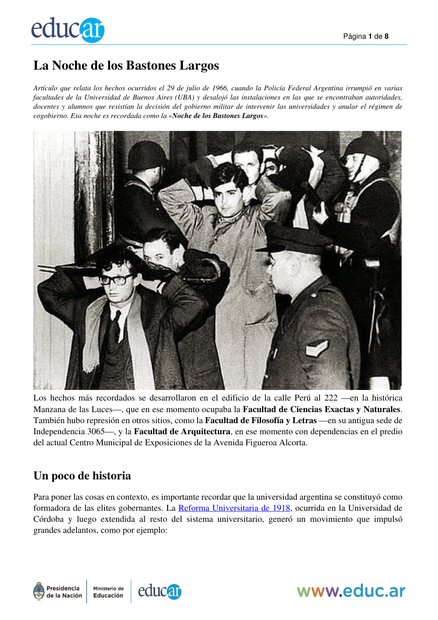 educar
Página 1 de 8
La Noche de los Bastones Largos
Artículo que relata los hechos ocurridos el 29 de julio de 1966, cuando la Policía Federal Argentina irrumpió en varias
facultades de la Universidad de Buenos Aires (UBA) y desalojó las instalaciones en las que se encontraban autoridades,
docentes y alumnos que resistían la decisión del gobierno militar de intervenir las universidades y anular el régimen de
cogobierno. Esa noche es recordada como la «Noche de los Bastones Largos».
Los hechos más recordados se desarrollaron en el edificio de la calle Perú al 222 —en la histórica
Manzana de las Luces—, que en ese momento ocupaba la Facultad de Ciencias Exactas y Naturales.
También hubo represión en otros sitios, como la Facultad de Filosofía y Letras —en su antigua sede de
Independencia 3065—, y la Facultad de Arquitectura, en ese momento con dependencias en el predio
del actual Centro Municipal de Exposiciones de la Avenida Figueroa Alcorta.
Un poco de historia
Para poner las cosas en contexto, es importante recordar que la universidad argentina se constituyó como
formadora de las elites gobernantes. La Reforma Universitaria de 1918, ocurrida en la Universidad de
Córdoba y luego extendida al resto del sistema universitario, generó un movimiento que impulsó
grandes adelantos, como por ejemplo:
Presidencia
de la Nación
Ministerio de
Educación
educar
www.educ.ar